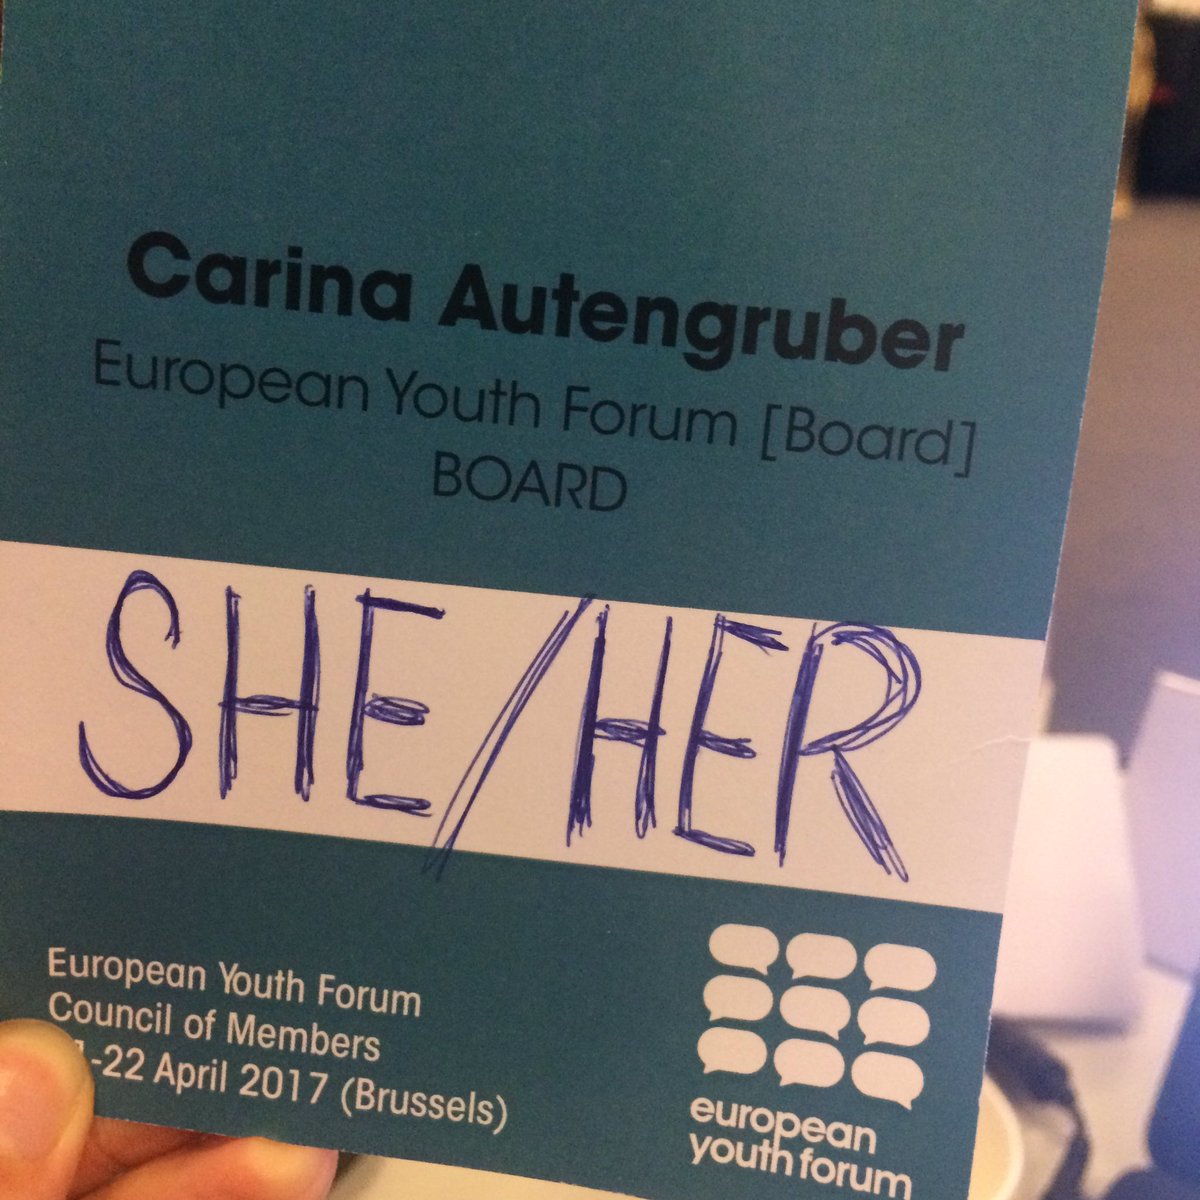 Carina Autengruber
European Youth Forum [Board]
BOARD
SHE/HER
European Youth Forum
Council of Members
-22 April 2017 (Brussels)
european
youth forum